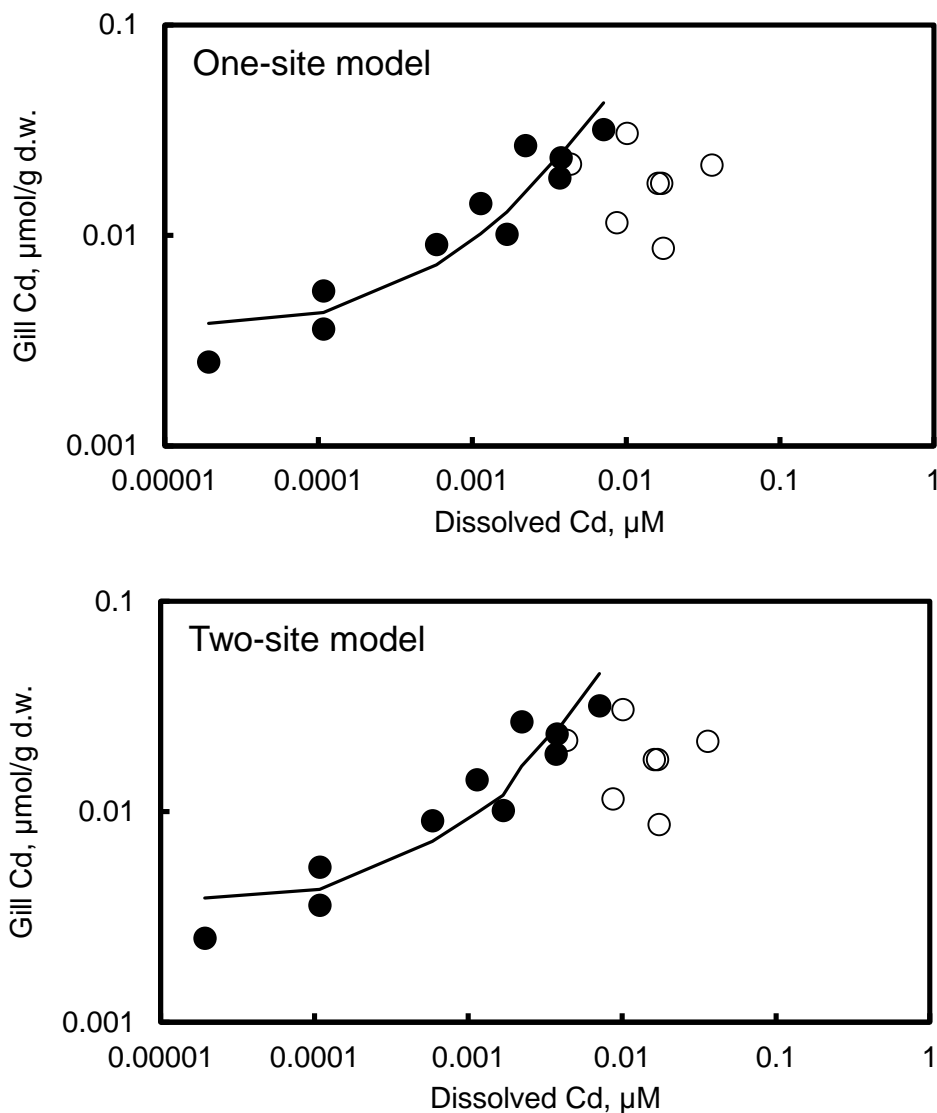 0.1
One-site model
Gill Cd, µmol/g d.w.
0.01
0.001
0.00001 0.0001 0.001 0.01 0.1 1
Dissolved Cd, µM
0.1
Two-site model
Gill Cd, µmol/g d.w.
0.01
0.001
0.00001 0.0001 0.001 0.01 0.1 1
Dissolved Cd, µM